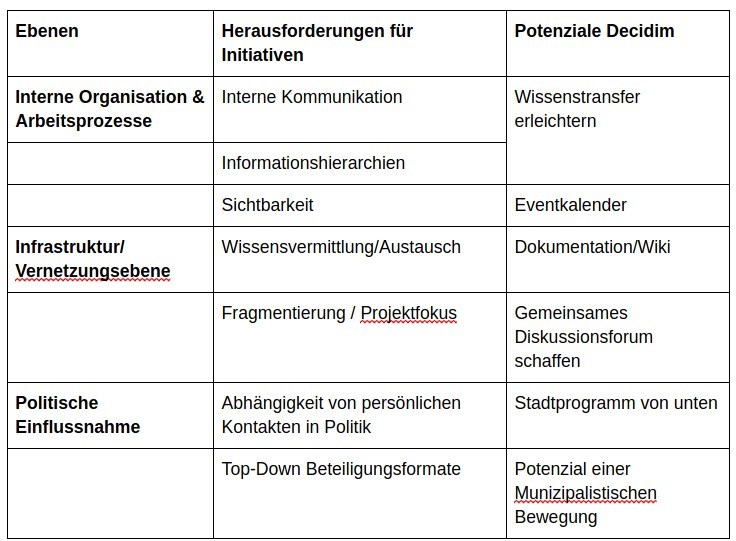 Ebenen
Herausforderungen für
Initiativen
Potenziale Decidim
Interne Organisation &
Arbeitsprozesse
Interne Kommunikation
Wissenstransfer
erleichtern
Informationshierarchien
Sichtbarkeit
Eventkalender
Infrastruktur/
Vernetzungsebene
Wissensvermittlung/Austausch
Dokumentation/Wiki
Fragmentierung / Projektfokus
Gemeinsames
Diskussionsforum
schaffen
Politische
Einflussnahme
Abhängigkeit von persönlichen
Kontakten in Politik
Stadtprogramm von unten
Top-Down Beteiligungsformate
Potenzial einer
Munizipalistischen
Bewegung